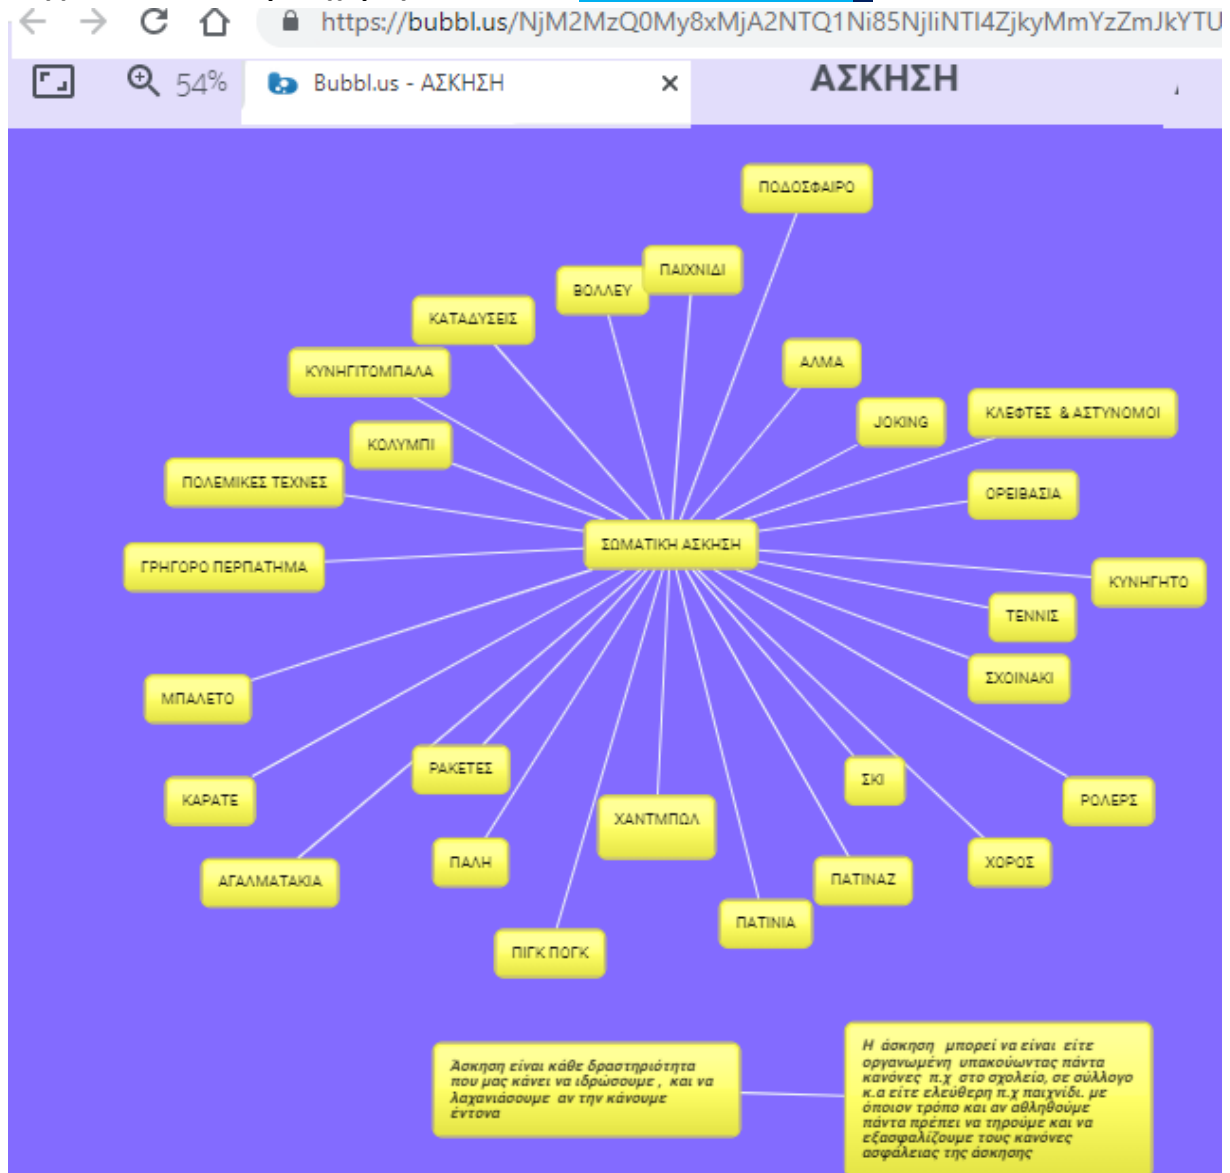 https://bubbl.us/NjM2MzQ0My8xMjA2NTQ1Ni85NjliNTI4ZjkyMmYzZmJkYTU
54%
Bubbl.us - ΑΣΚΗΣΗ
ΑΣΚΗΣΗ
ΠΟΔΟΣΦΑΙΡΟ
ΠΑΙΧΝΙΔΙ
ΒΟΛΛΕΥ
ΚΑΤΑΔΥΣΕΙΣ
ΑΛΜΑ
ΚΥΝΗΓΙΤΟΜΠΑΛΑ
JOKING
ΚΛΕΦΤΕΣ & ΑΣΤΥΝΟΜΟΙ
ΚΟΛΥΜΠΙ
ΠΟΛΕΜΙΚΕΣ ΤΕΧΝΕΣ
ΟΡΕΙΒΑΣΙΑ
ΣΩΜΑΤΙΚΗ ΑΣΚΗΣΗ
ΓΡΗΓΟΡΟ ΠΕΡΠΑΤΗΜΑ
ΚΥΝΗΓΗΤΟ
ΤΕΝΝΙΣ
ΣΧΟΙΝΑΚΙ
ΜΠΑΛΕΤΟ
ΡΑΚΕΤΕΣ
ΣΚΙ
ΚΑΡΑΤΕ
ΡΟΛΕΡΣ
ΧΑΝΤΜΠΩΛ
ΠΑΛΗ
ΧΟΡΟΣ
ΑΓΑΛΜΑΤΑΚΙΑ
ΠΑΤΙΝΑΖ
ΠΑΤΙΝΙΑ
ΠΙΓΚ ΠΟΓΚ
Άσκηση είναι κάθε δραστηριότητα
που μας κάνει να ιδρώσουμε , και να
λαχανιάσουμε αν την κάνουμε
έντονα
Η άσκηση μπορεί να είναι είτε
οργανωμένη υπακούωντας πάντα
κανόνες π.χ στο σχολείο, σε σύλλογο
κ.α είτε ελεύθερη π.χ παιχνίδι. με
όποιον τρόπο και αν αθληθούμε
πάντα πρέπει να τηρούμε και να
εξασφαλίζουμε τους κανόνες
ασφάλειας της άσκησης